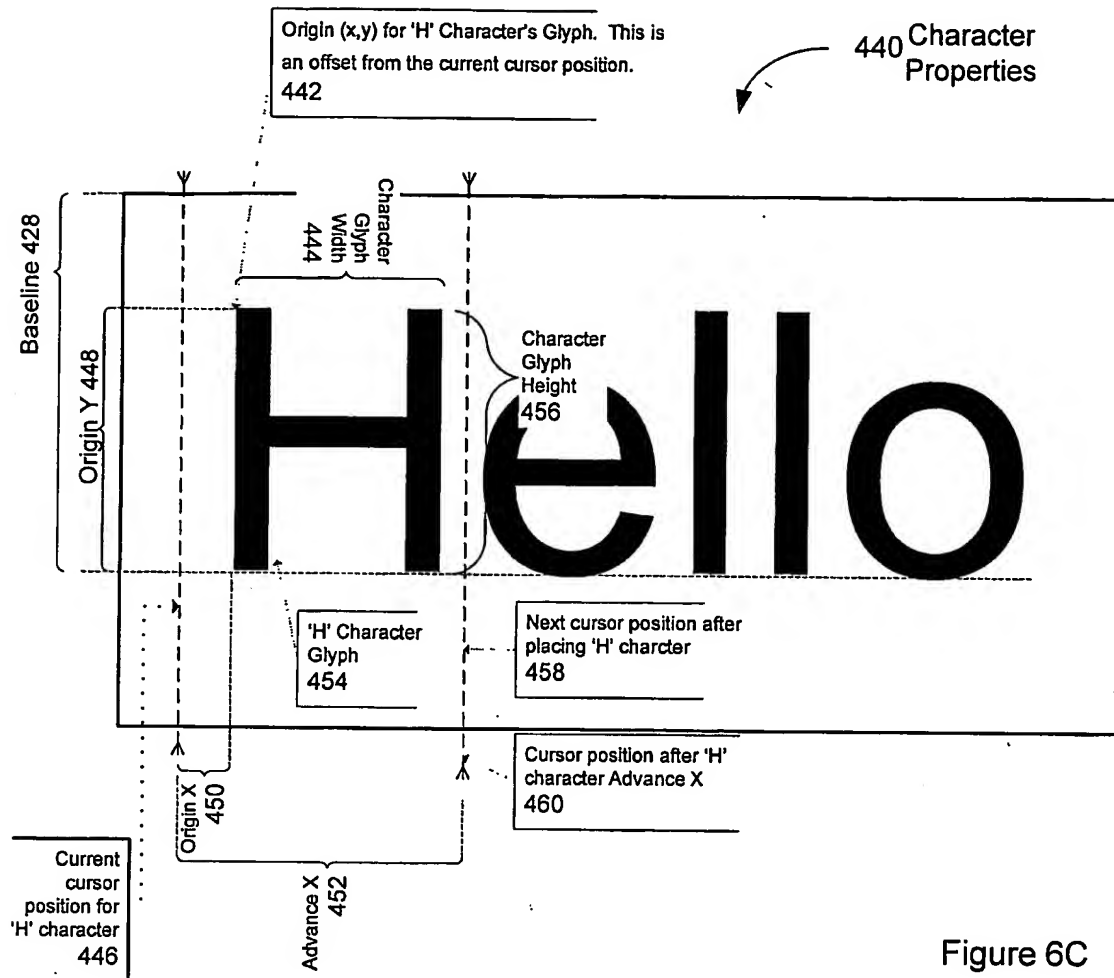 Origin (x,y) for 'H' Character's Glyph. This is
an offset from the current cursor position.
442
440 Character
Properties
Baseline 428
Origin Y 448
Character
Glyph
Width
444
Character
Glyph
Height
456
Hello
'H' Character
Glyph
454
Next cursor position after
placing 'H' charcter
458
Cursor position after 'H'
character Advance X
460
Origin X
450
Advance X
452
Current
cursor
position for
'H' character
446
Figure 6C